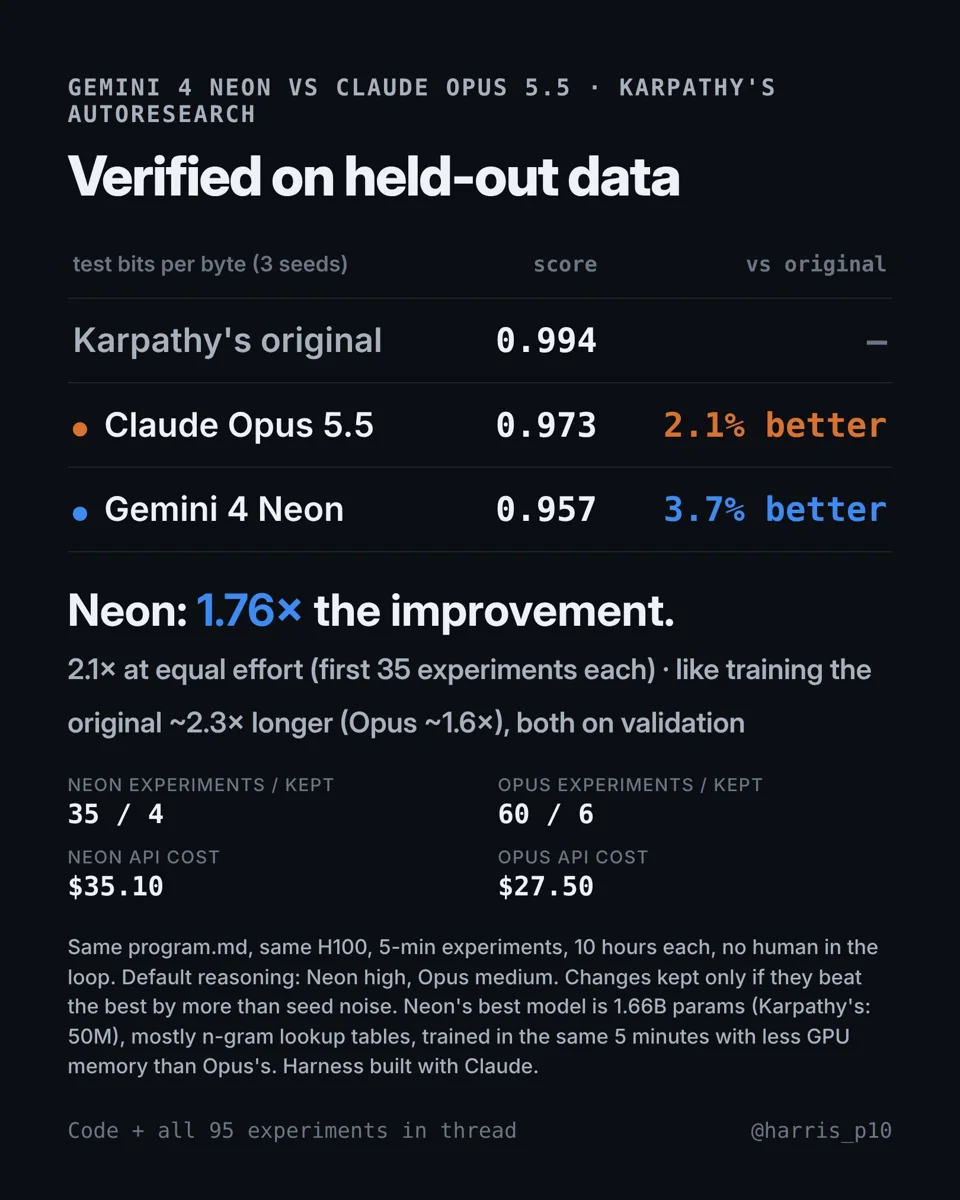 GEMINI 4 NEON VS CLAUDE OPUS 5.5 · KARPATHY'S
AUTORESEARCH
Verified on held-out data
test bits per byte (3 seeds) score vs original
Karpathy's original 0.994 —
Claude Opus 5.5 0.973 2.1% better
Gemini 4 Neon 0.957 3.7% better
Neon: 1.76× the improvement.
2.1× at equal effort (first 35 experiments each) · like training the
original ~2.3× longer (Opus ~1.6×), both on validation
NEON EXPERIMENTS / KEPT OPUS EXPERIMENTS / KEPT
35 / 4 60 / 6
NEON API COST OPUS API COST
$35.10 $27.50
Same program.md, same H100, 5-min experiments, 10 hours each, no human in the
loop. Default reasoning: Neon high, Opus medium. Changes kept only if they beat
the best by more than seed noise. Neon's best model is 1.66B params (Karpathy's:
50M), mostly n-gram lookup tables, trained in the same 5 minutes with less GPU
memory than Opus's. Harness built with Claude.
Code + all 95 experiments in thread @harris_p10